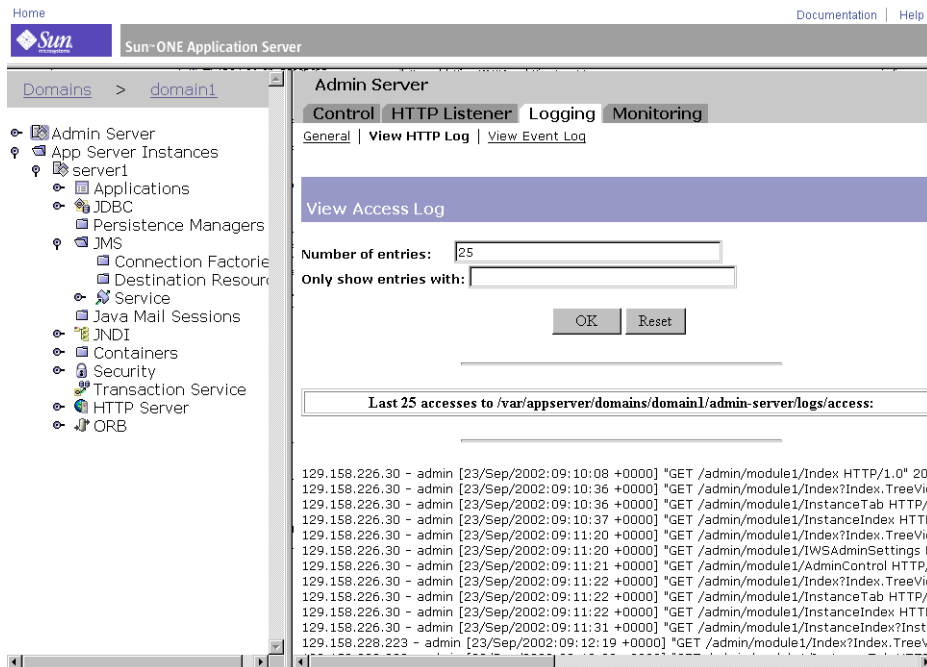 Home
Documentation | Help
Sun microsystems
Sun™ ONE Application Server
Domains > domain1
Admin Server
App Server Instances
server1
Applications
JDBC
Persistence Managers
JMS
Connection Factorie
Destination Resour
Service
Java Mail Sessions
JNDI
Containers
Security
Transaction Service
HTTP Server
ORB
Admin Server
Control HTTP Listener Logging Monitoring
General | View HTTP Log | View Event Log
View Access Log
Number of entries: 25
Only show entries with:
OK Reset
Last 25 accesses to /var/appserver/domains/domain1/admin-server/logs/access:
129.158.226.30 - admin [23/Sep/2002:09:10:08 +0000] "GET /admin/module1/Index HTTP/1.0" 20
129.158.226.30 - admin [23/Sep/2002:09:10:36 +0000] "GET /admin/module1/Index?Index.TreeVi
129.158.226.30 - admin [23/Sep/2002:09:10:36 +0000] "GET /admin/module1/InstanceTab HTTP/
129.158.226.30 - admin [23/Sep/2002:09:10:37 +0000] "GET /admin/module1/InstanceIndex HTT
129.158.226.30 - admin [23/Sep/2002:09:11:20 +0000] "GET /admin/module1/Index?Index.TreeVi
129.158.226.30 - admin [23/Sep/2002:09:11:20 +0000] "GET /admin/module1/IWSAdminSettings
129.158.226.30 - admin [23/Sep/2002:09:11:21 +0000] "GET /admin/module1/AdminControl HTTP/
129.158.226.30 - admin [23/Sep/2002:09:11:22 +0000] "GET /admin/module1/Index?Index.TreeVi
129.158.226.30 - admin [23/Sep/2002:09:11:22 +0000] "GET /admin/module1/InstanceTab HTTP/
129.158.226.30 - admin [23/Sep/2002:09:11:22 +0000] "GET /admin/module1/InstanceIndex HTT
129.158.226.30 - admin [23/Sep/2002:09:11:31 +0000] "GET /admin/module1/InstanceIndex?Inst
129.158.228.223 - admin [23/Sep/2002:09:12:19 +0000] "GET /admin/module1/Index?Index.TreeV